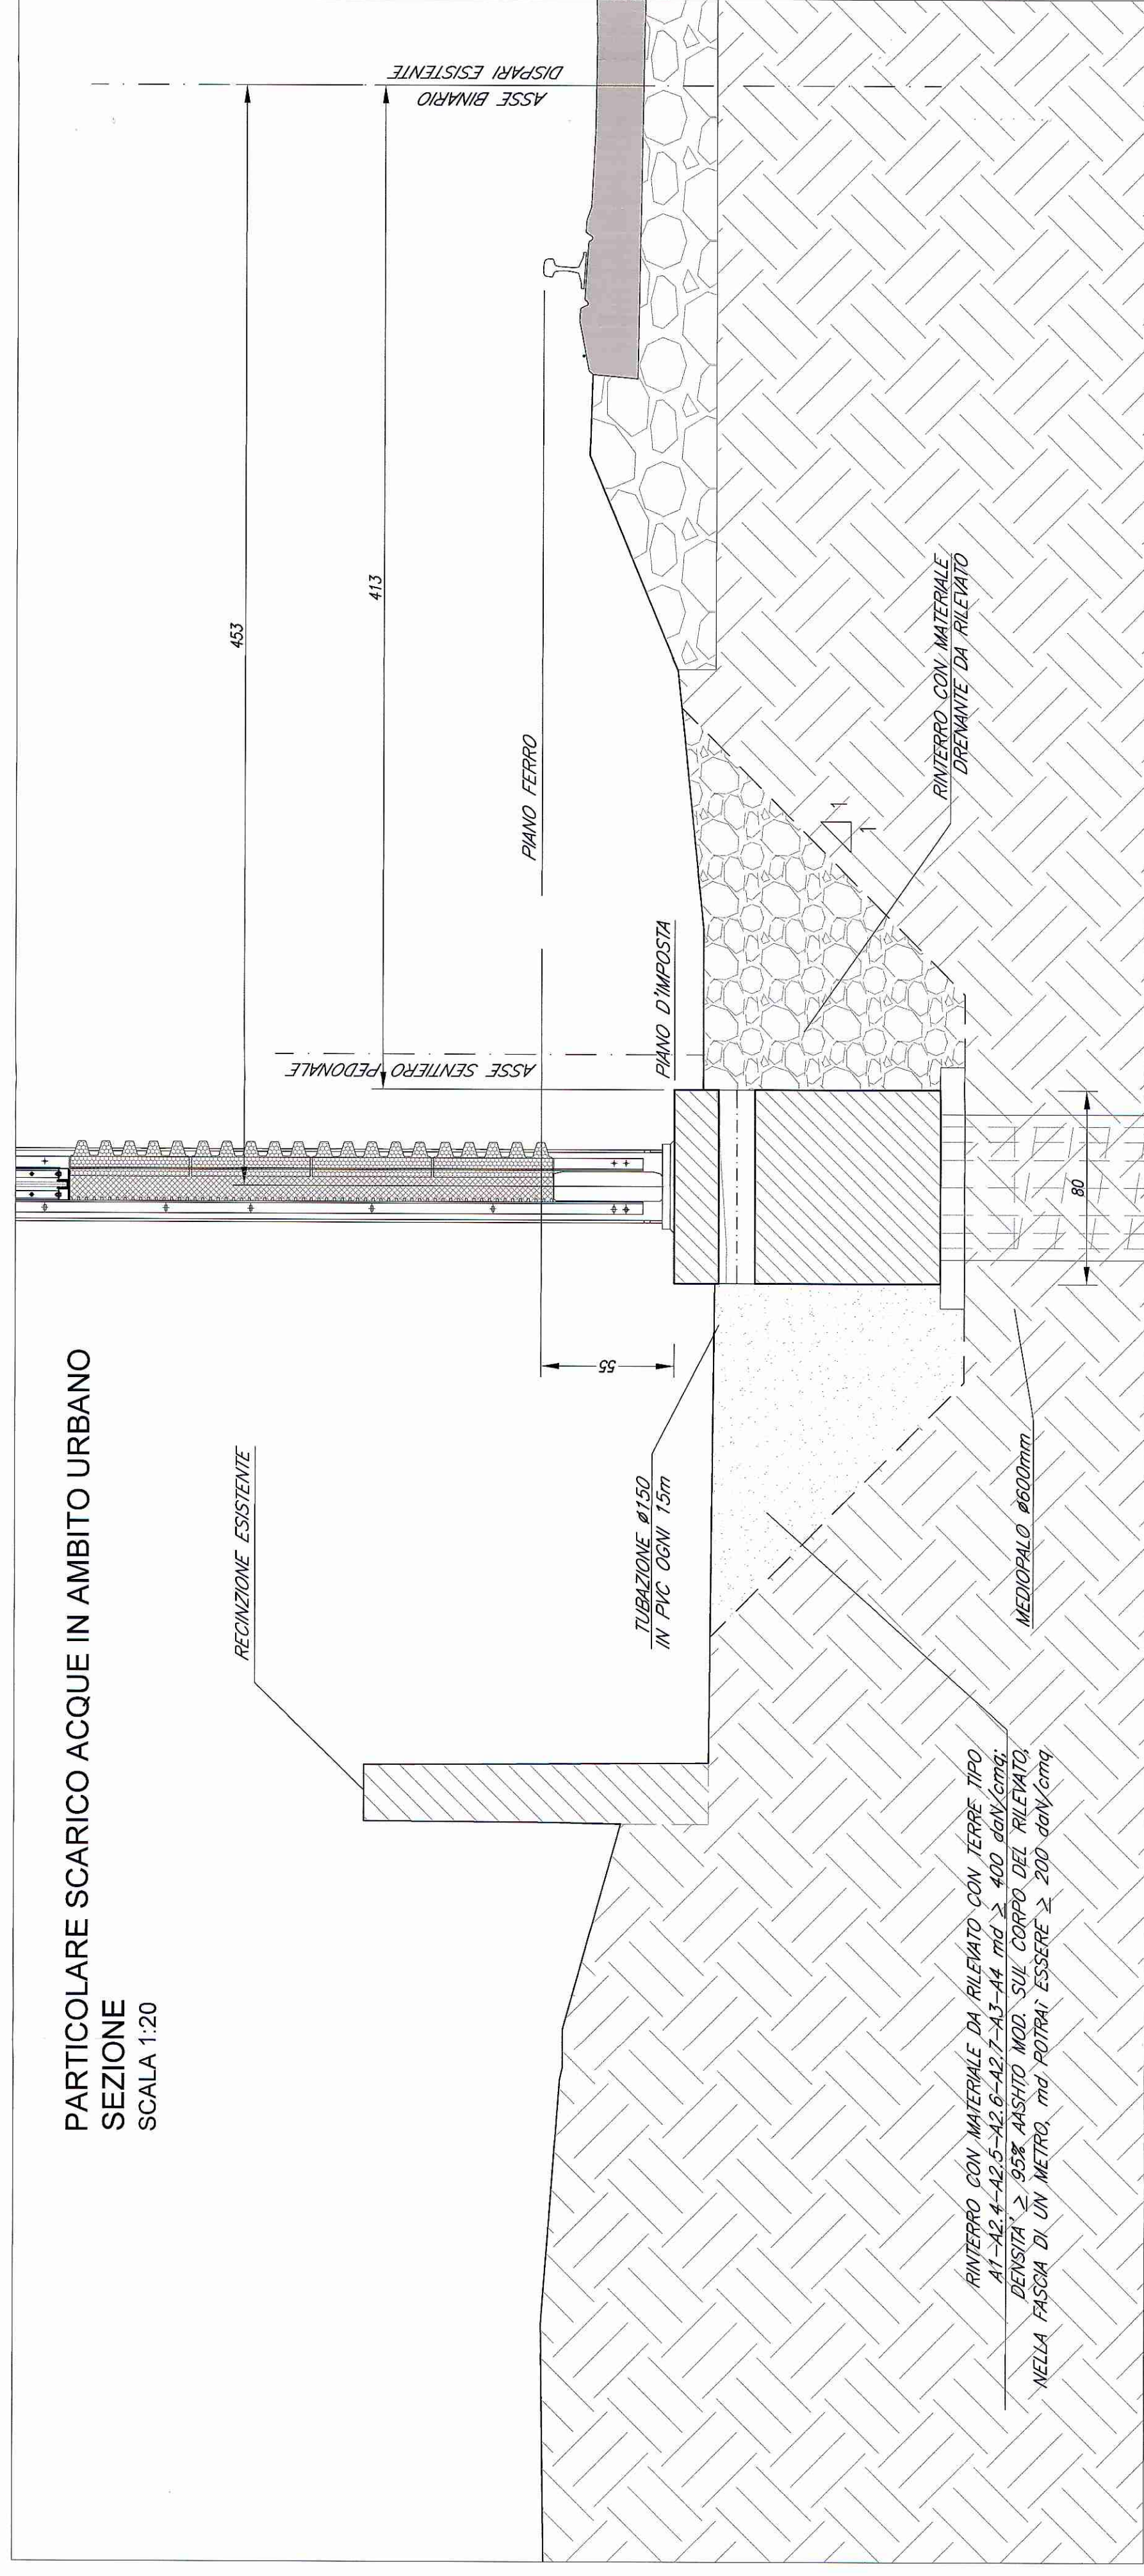 PARTICOLARE SCARICO ACQUE IN AMBITO URBANO
SEZIONE
SCALA 1:20
453
413
ASSE BINARIO
DISPARI ESISTENTE
RECINZIONE ESISTENTE
ASSE SENTIERO PEDONALE
PIANO FERRO
PIANO D'IMPOSTA
55
TUBAZIONE ø150
IN PVC OGNI 15m
1
1
RINTERRO CON MATERIALE
DRENANTE DA RILEVATO
80
MEDIOPALO ø600mm
RINTERRO CON MATERIALE DA RILEVATO CON TERRE TIPO
A1-A2.4-A2.5-A2.6-A2.7-A3-A4 md ≥ 400 daN/cmq;
DENSITA' ≥ 95% AASHTO MOD. SUL CORPO DEL RILEVATO,
NELLA FASCIA DI UN METRO, md POTRAì ESSERE ≥ 200 daN/cmq